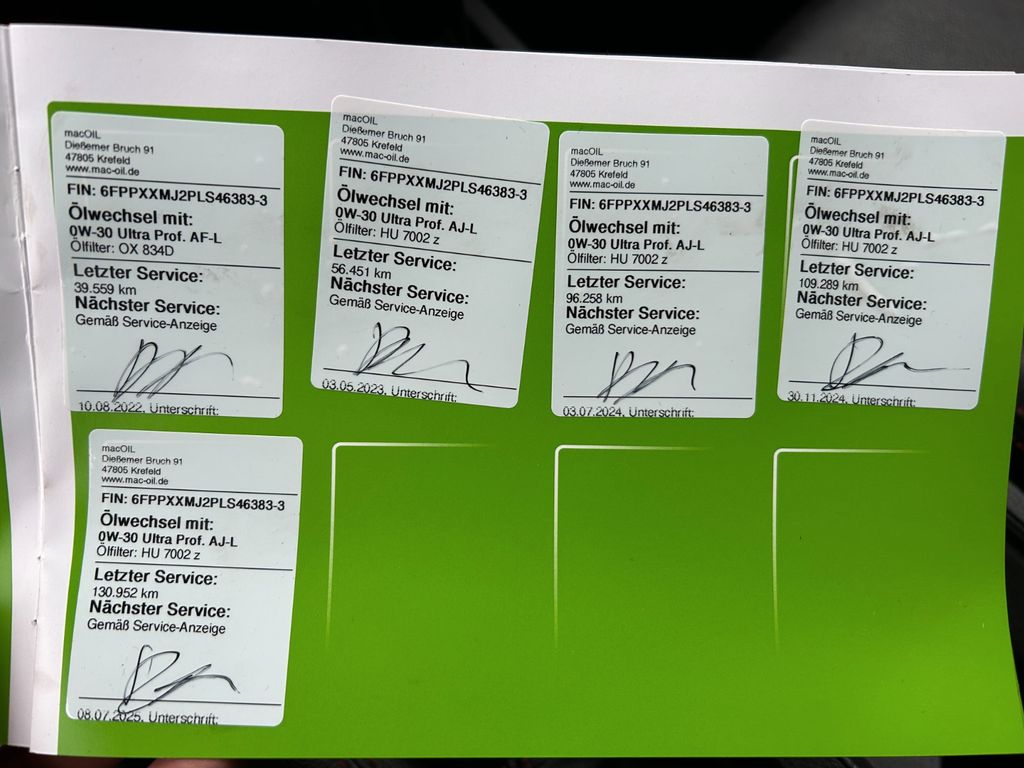 macOIL
Dießemer Bruch 91
47805 Krefeld
www.mac-oil.de
FIN: 6FPPXXMJ2PLS46383-3
Ölwechsel mit:
0W-30 Ultra Prof. AF-L
Ölfilter: OX 834D
Letzter Service:
39.559 km
Nächster Service:
Gemäß Service-Anzeige
10.08.2022, Unterschrift:
macOIL
Dießemer Bruch 91
47805 Krefeld
www.mac-oil.de
FIN: 6FPPXXMJ2PLS46383-3
Ölwechsel mit:
0W-30 Ultra Prof. AJ-L
Ölfilter: HU 7002 z
Letzter Service:
56.451 km
Nächster Service:
Gemäß Service-Anzeige
03.05.2023, Unterschrift:
macOIL
Dießemer Bruch 91
47805 Krefeld
www.mac-oil.de
FIN: 6FPPXXMJ2PLS46383-3
Ölwechsel mit:
0W-30 Ultra Prof. AJ-L
Ölfilter: HU 7002 z
Letzter Service:
96.258 km
Nächster Service:
Gemäß Service-Anzeige
03.07.2024, Unterschrift:
macOIL
Dießemer Bruch 91
47805 Krefeld
www.mac-oil.de
FIN: 6FPPXXMJ2PLS46383-3
Ölwechsel mit:
0W-30 Ultra Prof. AJ-L
Ölfilter: HU 7002 z
Letzter Service:
109.289 km
Nächster Service:
Gemäß Service-Anzeige
30.11.2024, Unterschrift:
macOIL
Dießemer Bruch 91
47805 Krefeld
www.mac-oil.de
FIN: 6FPPXXMJ2PLS46383-3
Ölwechsel mit:
0W-30 Ultra Prof. AJ-L
Ölfilter: HU 7002 z
Letzter Service:
130.952 km
Nächster Service:
Gemäß Service-Anzeige
08.07.2025, Unterschrift: